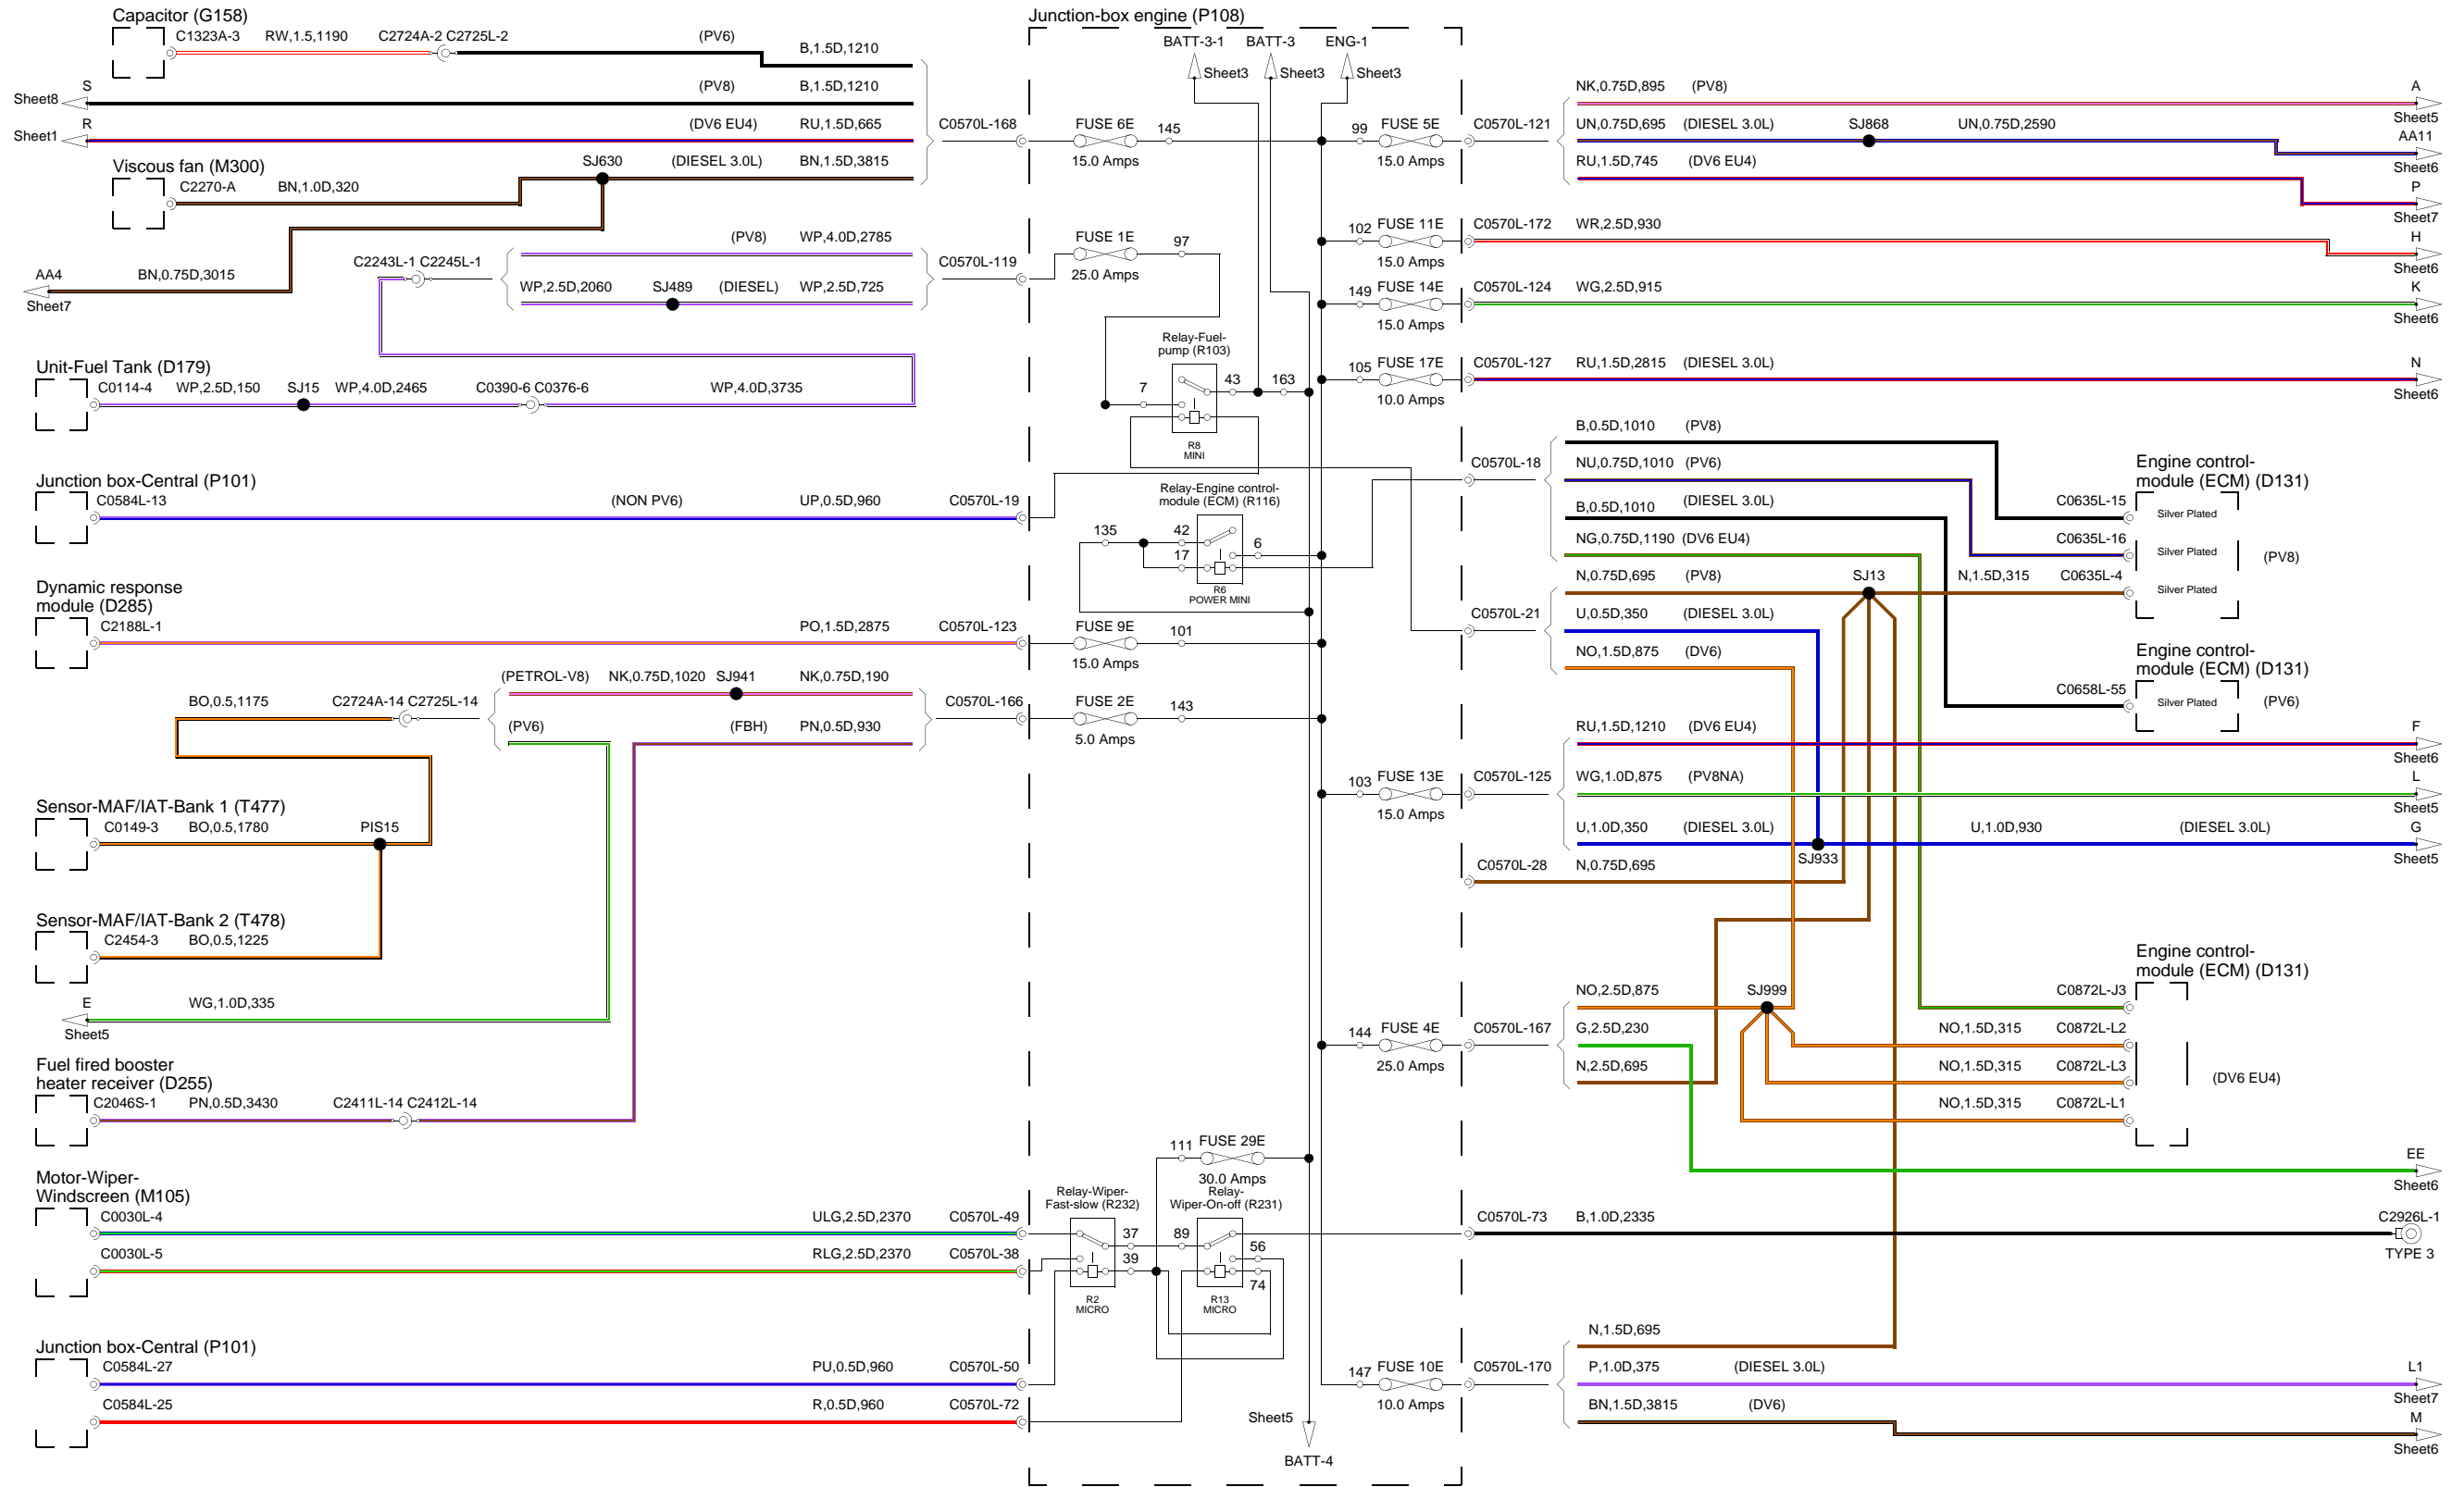 Capacitor (G158)
C1323A-3 RW,1.5,1190 C2724A-2 C2725L-2 (PV6)
B,1.5D,1210
S (PV8) B,1.5D,1210
Sheet8
R (DV6 EU4) RU,1.5D,665 C0570L-168
Sheet1
Viscous fan (M300)
SJ630 (DIESEL 3.0L) BN,1.5D,3815
C2270-A BN,1.0D,320
(PV8) WP,4.0D,2785
C2243L-1 C2245L-1 C0570L-119
AA4 BN,0.75D,3015
Sheet7
WP,2.5D,2060 SJ489 (DIESEL) WP,2.5D,725
Unit-Fuel Tank (D179)
C0114-4 WP,2.5D,150 SJ15 WP,4.0D,2465 C0390-6 C0376-6 WP,4.0D,3735
Junction box-Central (P101)
C0584L-13 (NON PV6) UP,0.5D,960 C0570L-19
Dynamic response
module (D285)
C2188L-1 PO,1.5D,2875 C0570L-123
(PETROL-V8) NK,0.75D,1020 SJ941 NK,0.75D,190
BO,0.5,1175 C2724A-14 C2725L-14 C0570L-166
(PV6) (FBH) PN,0.5D,930
Sensor-MAF/IAT-Bank 1 (T477)
C0149-3 BO,0.5,1780 PIS15
Sensor-MAF/IAT-Bank 2 (T478)
C2454-3 BO,0.5,1225
E WG,1.0D,335
Sheet5
Fuel fired booster
heater receiver (D255)
C2046S-1 PN,0.5D,3430 C2411L-14 C2412L-14
Motor-Wiper-
Windscreen (M105)
C0030L-4 ULG,2.5D,2370 C0570L-49
C0030L-5 RLG,2.5D,2370 C0570L-38
Junction box-Central (P101)
C0584L-27 PU,0.5D,960 C0570L-50
C0584L-25 R,0.5D,960 C0570L-72
Junction-box engine (P108)
BATT-3-1 BATT-3 ENG-1
Sheet3 Sheet3 Sheet3
FUSE 6E 145 99 FUSE 5E
15.0 Amps 15.0 Amps
FUSE 1E 97 102 FUSE 11E
25.0 Amps 15.0 Amps
149 FUSE 14E
15.0 Amps
Relay-Fuel-
pump (R103)
7 43 163
R8
MINI
105 FUSE 17E
10.0 Amps
Relay-Engine control-
module (ECM) (R116)
135 42 6
17
R6
POWER MINI
FUSE 9E 101
15.0 Amps
FUSE 2E 143
5.0 Amps
103 FUSE 13E
15.0 Amps
144 FUSE 4E
25.0 Amps
111 FUSE 29E
30.0 Amps
Relay-Wiper-
Fast-slow (R232)
Relay-
Wiper-On-off (R231)
37 89 56
39 74
R2
MICRO
R13
MICRO
147 FUSE 10E
10.0 Amps
Sheet5
BATT-4
NK,0.75D,895 (PV8) A
Sheet5
C0570L-121 UN,0.75D,695 (DIESEL 3.0L) SJ868 UN,0.75D,2590 AA11
Sheet6
RU,1.5D,745 (DV6 EU4) P
Sheet7
C0570L-172 WR,2.5D,930 H
Sheet6
C0570L-124 WG,2.5D,915 K
Sheet6
C0570L-127 RU,1.5D,2815 (DIESEL 3.0L) N
Sheet6
B,0.5D,1010 (PV8)
C0570L-18 NU,0.75D,1010 (PV6)
B,0.5D,1010 (DIESEL 3.0L)
NG,0.75D,1190 (DV6 EU4)
Engine control-
module (ECM) (D131)
C0635L-15 Silver Plated
C0635L-16 Silver Plated (PV8)
N,0.75D,695 (PV8) SJ13 N,1.5D,315 C0635L-4 Silver Plated
C0570L-21 U,0.5D,350 (DIESEL 3.0L)
NO,1.5D,875 (DV6)
Engine control-
module (ECM) (D131)
C0658L-55 Silver Plated (PV6)
RU,1.5D,1210 (DV6 EU4) F
Sheet6
C0570L-125 WG,1.0D,875 (PV8NA) L
Sheet5
U,1.0D,350 (DIESEL 3.0L) SJ933 U,1.0D,930 (DIESEL 3.0L) G
Sheet5
C0570L-28 N,0.75D,695
Engine control-
module (ECM) (D131)
NO,2.5D,875 SJ999 C0872L-J3
C0570L-167 G,2.5D,230 NO,1.5D,315 C0872L-L2
N,2.5D,695 NO,1.5D,315 C0872L-L3
(DV6 EU4)
NO,1.5D,315 C0872L-L1
EE
Sheet6
C0570L-73 B,1.0D,2335 C2926L-1
TYPE 3
N,1.5D,695
C0570L-170 P,1.0D,375 (DIESEL 3.0L) L1
Sheet7
BN,1.5D,3815 (DV6) M
Sheet6